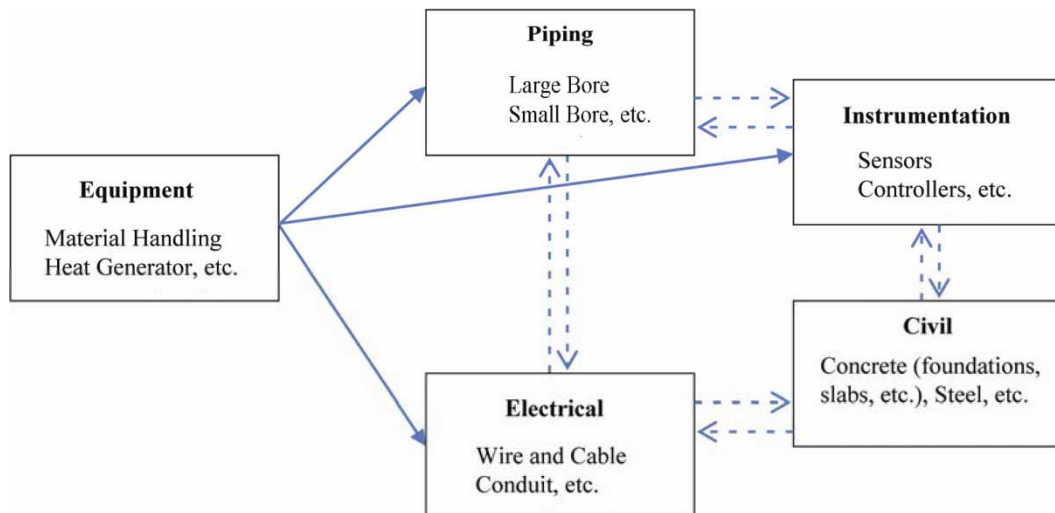 Piping
Large Bore
Small Bore, etc.
Instrumentation
Sensors
Controllers, etc.
Equipment
Material Handling
Heat Generator, etc.
Civil
Concrete (foundations,
slabs, etc.), Steel, etc.
Electrical
Wire and Cable
Conduit, etc.